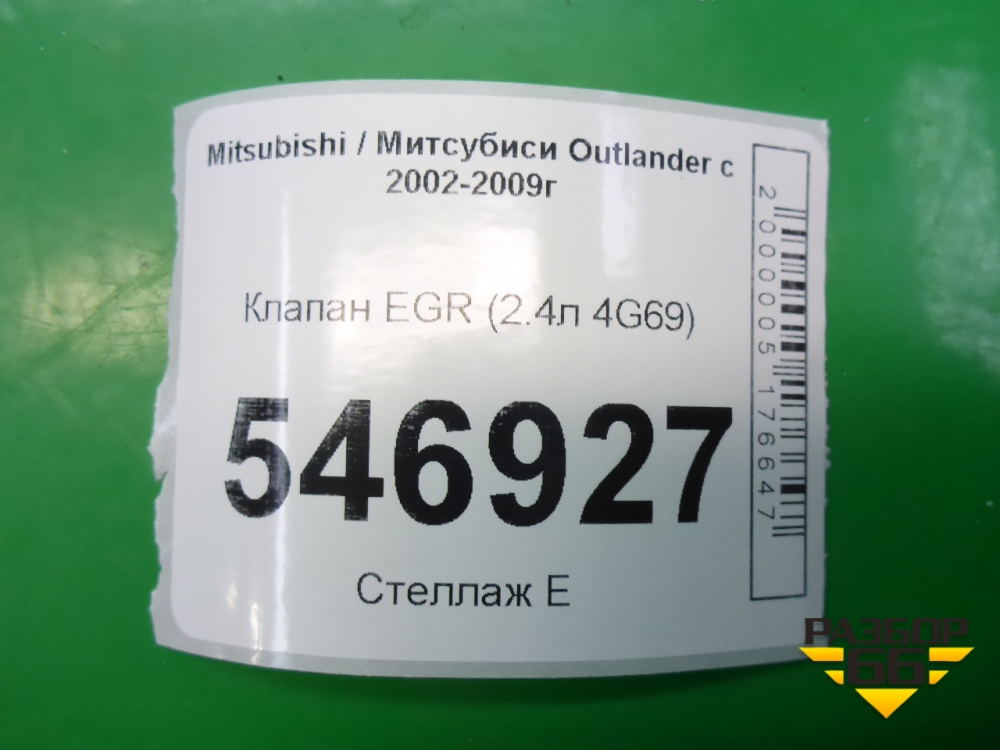 Mitsubishi / Митсубиси Outlander с
2002-2009г
Клапан EGR (2.4л 4G69)
546927
Стеллаж E
2000005176647
РАЗБОР
66